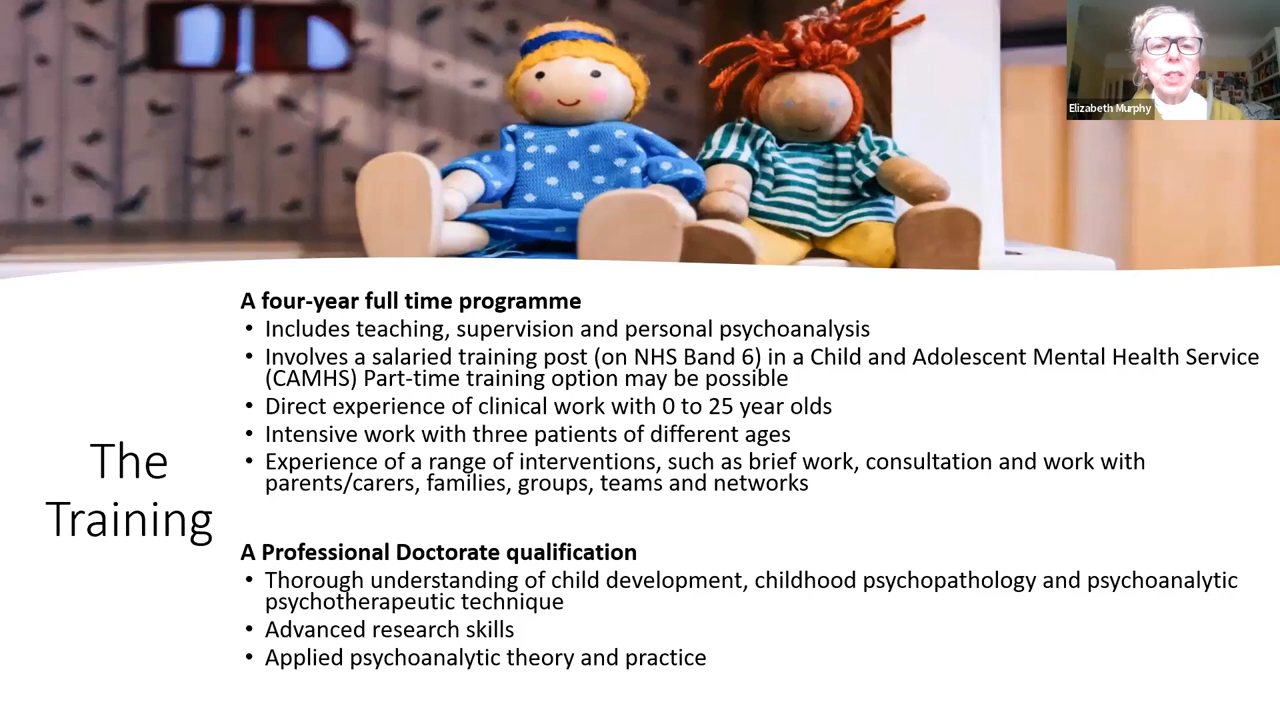 Elizabeth Murphy
The
Training
A four-year full time programme
• Includes teaching, supervision and personal psychoanalysis
• Involves a salaried training post (on NHS Band 6) in a Child and Adolescent Mental Health Service
(CAMHS) Part-time training option may be possible
• Direct experience of clinical work with 0 to 25 year olds
• Intensive work with three patients of different ages
• Experience of a range of interventions, such as brief work, consultation and work with
parents/carers, families, groups, teams and networks
A Professional Doctorate qualification
• Thorough understanding of child development, childhood psychopathology and psychoanalytic
psychotherapeutic technique
• Advanced research skills
• Applied psychoanalytic theory and practice